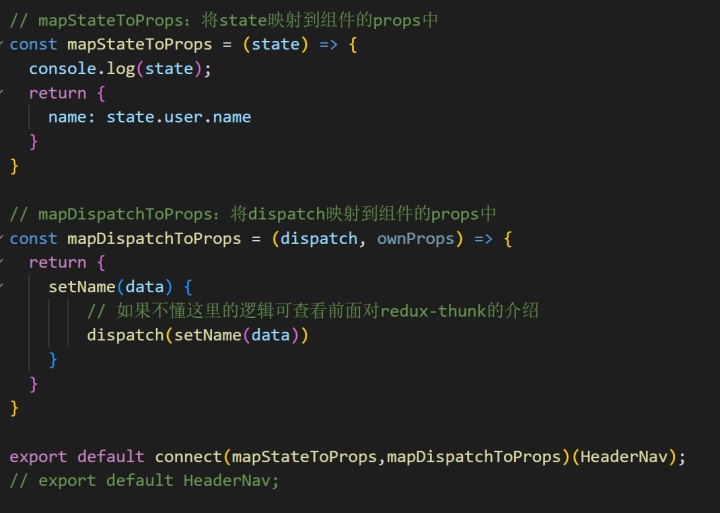 // mapStateToProps：将state映射到组件的props中
const mapStateToProps = (state) => {
  console.log(state);
  return {
    name: state.user.name
  }
}
// mapDispatchToProps：将dispatch映射到组件的props中
const mapDispatchToProps = (dispatch, ownProps) => {
  return {
    setName(data) {
        // 如果不懂这里的逻辑可查看前面对redux-thunk的介绍
        dispatch(setName(data))
    }
  }
}
export default connect(mapStateToProps,mapDispatchToProps)(HeaderNav);
// export default HeaderNav;